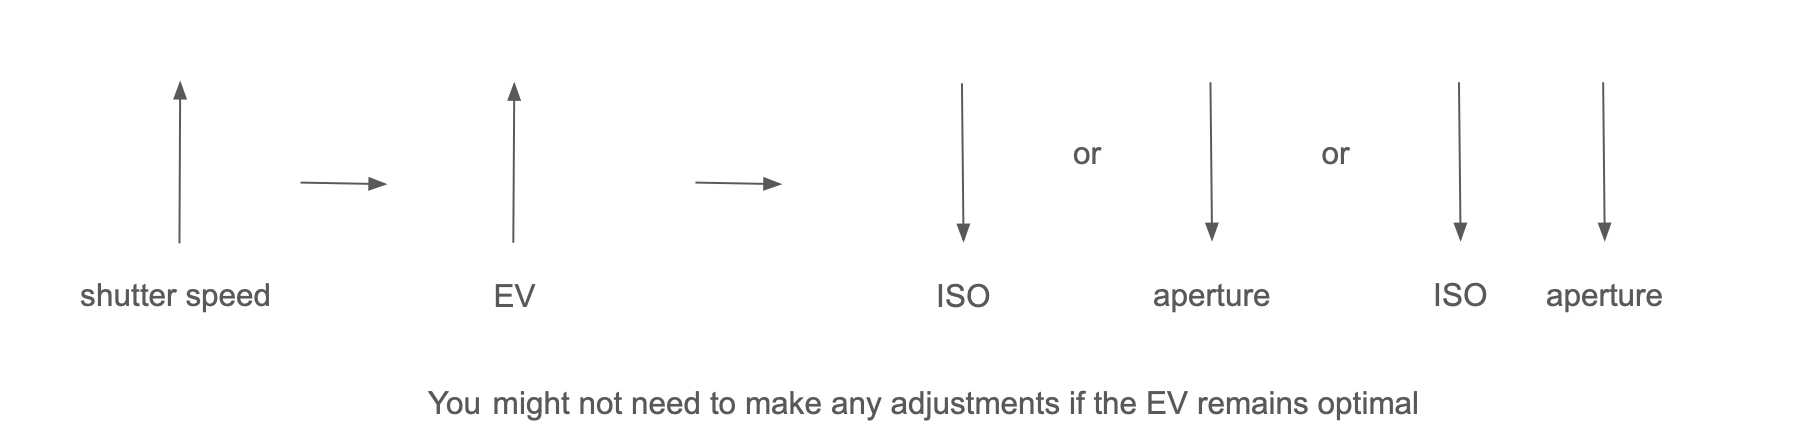 or or
shutter speed EV ISO aperture ISO aperture
You might not need to make any adjustments if the EV remains optimal